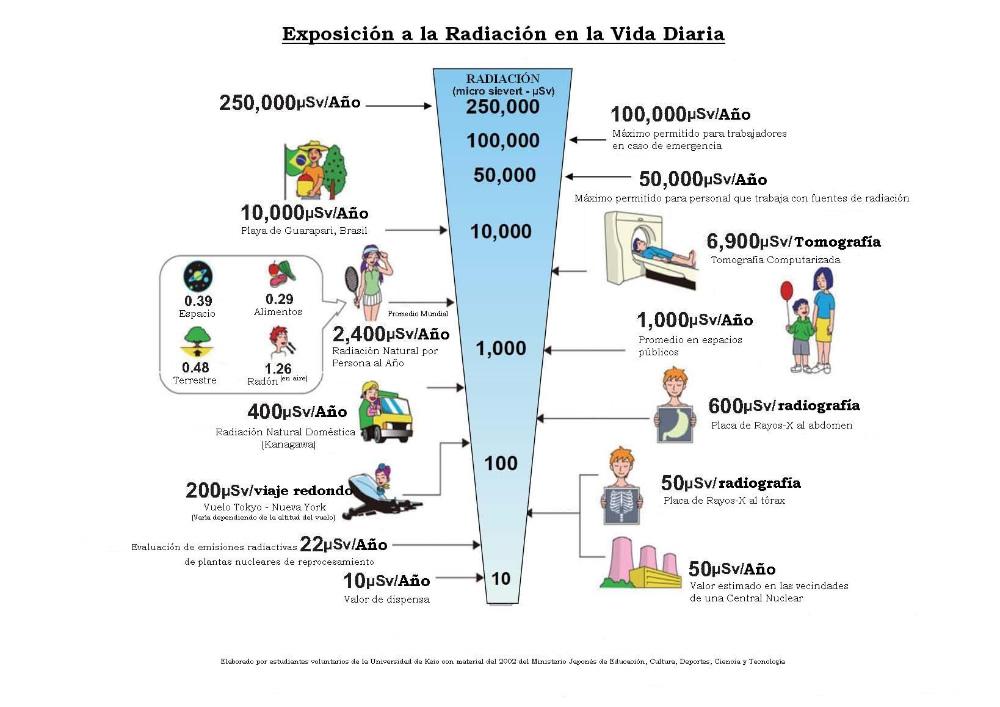 Exposición a la Radiación en la Vida Diaria
RADIACIÓN
(micro sievert - µSv)
250,000
100,000
50,000
10,000
1,000
100
10
250,000µSv/Año
10,000µSv/Año
Playa de Guarapari, Brasil
0.39
Espacio
0.29
Alimentos
0.48
Terrestre
1.26
Radón (en aire)
Promedio Mundial
2,400µSv/Año
Radiación Natural por
Persona al Año
400µSv/Año
Radiación Natural Doméstica
(Kanagawa)
200µSv/viaje redondo
Vuelo Tokyo - Nueva York
(Varía dependiendo de la altitud del vuelo)
Evaluación de emisiones radiactivas 22µSv/Año
de plantas nucleares de reprocesamiento
10µSv/Año
Valor de dispensa
100,000µSv/Año
Máximo permitido para trabajadores
en caso de emergencia
50,000µSv/Año
Máximo permitido para personal que trabaja con fuentes de radiación
6,900µSv/Tomografía
Tomografía Computarizada
1,000µSv/Año
Promedio en espacios
públicos
600µSv/radiografía
Placa de Rayos-X al abdomen
50µSv/radiografía
Placa de Rayos-X al tórax
50µSv/Año
Valor estimado en las vecindades
de una Central Nuclear
Elaborado por estudiantes voluntarios de la Universidad de Keio con material del 2002 del Ministerio Japonés de Educación, Cultura, Deportes, Ciencia y Tecnología